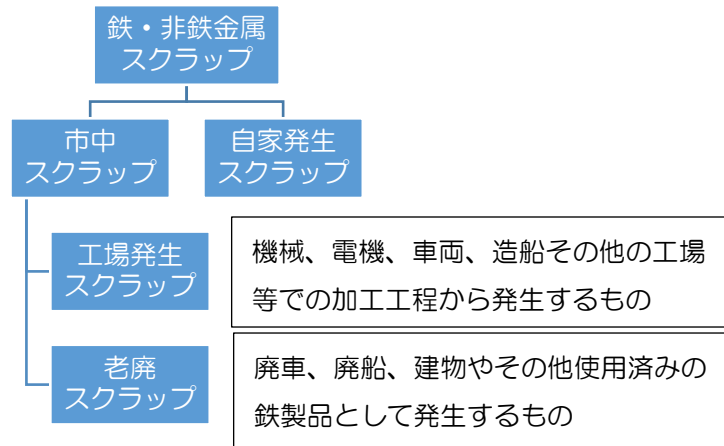 鉄・非鉄金属
スクラップ
市中
スクラップ
自家発生
スクラップ
工場発生
スクラップ
機械、電機、車両、造船その他の工場
等での加工工程から発生するもの
老廃
スクラップ
廃車、廃船、建物やその他使用済みの
鉄製品として発生するもの